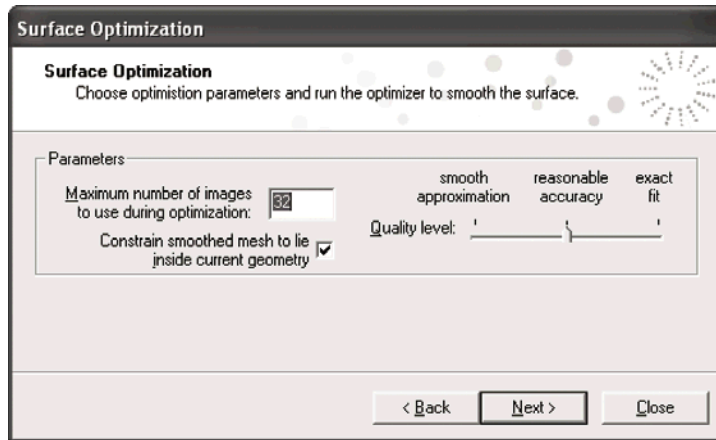 Surface Optimization
Surface Optimization
Choose optimistion parameters and run the optimizer to smooth the surface.
Parameters
Maximum number of images
to use during optimization:
32
Constrain smoothed mesh to lie
inside current geometry
smooth
approximation
reasonable
accuracy
exact
fit
Quality level:
< Back
Next >
Close